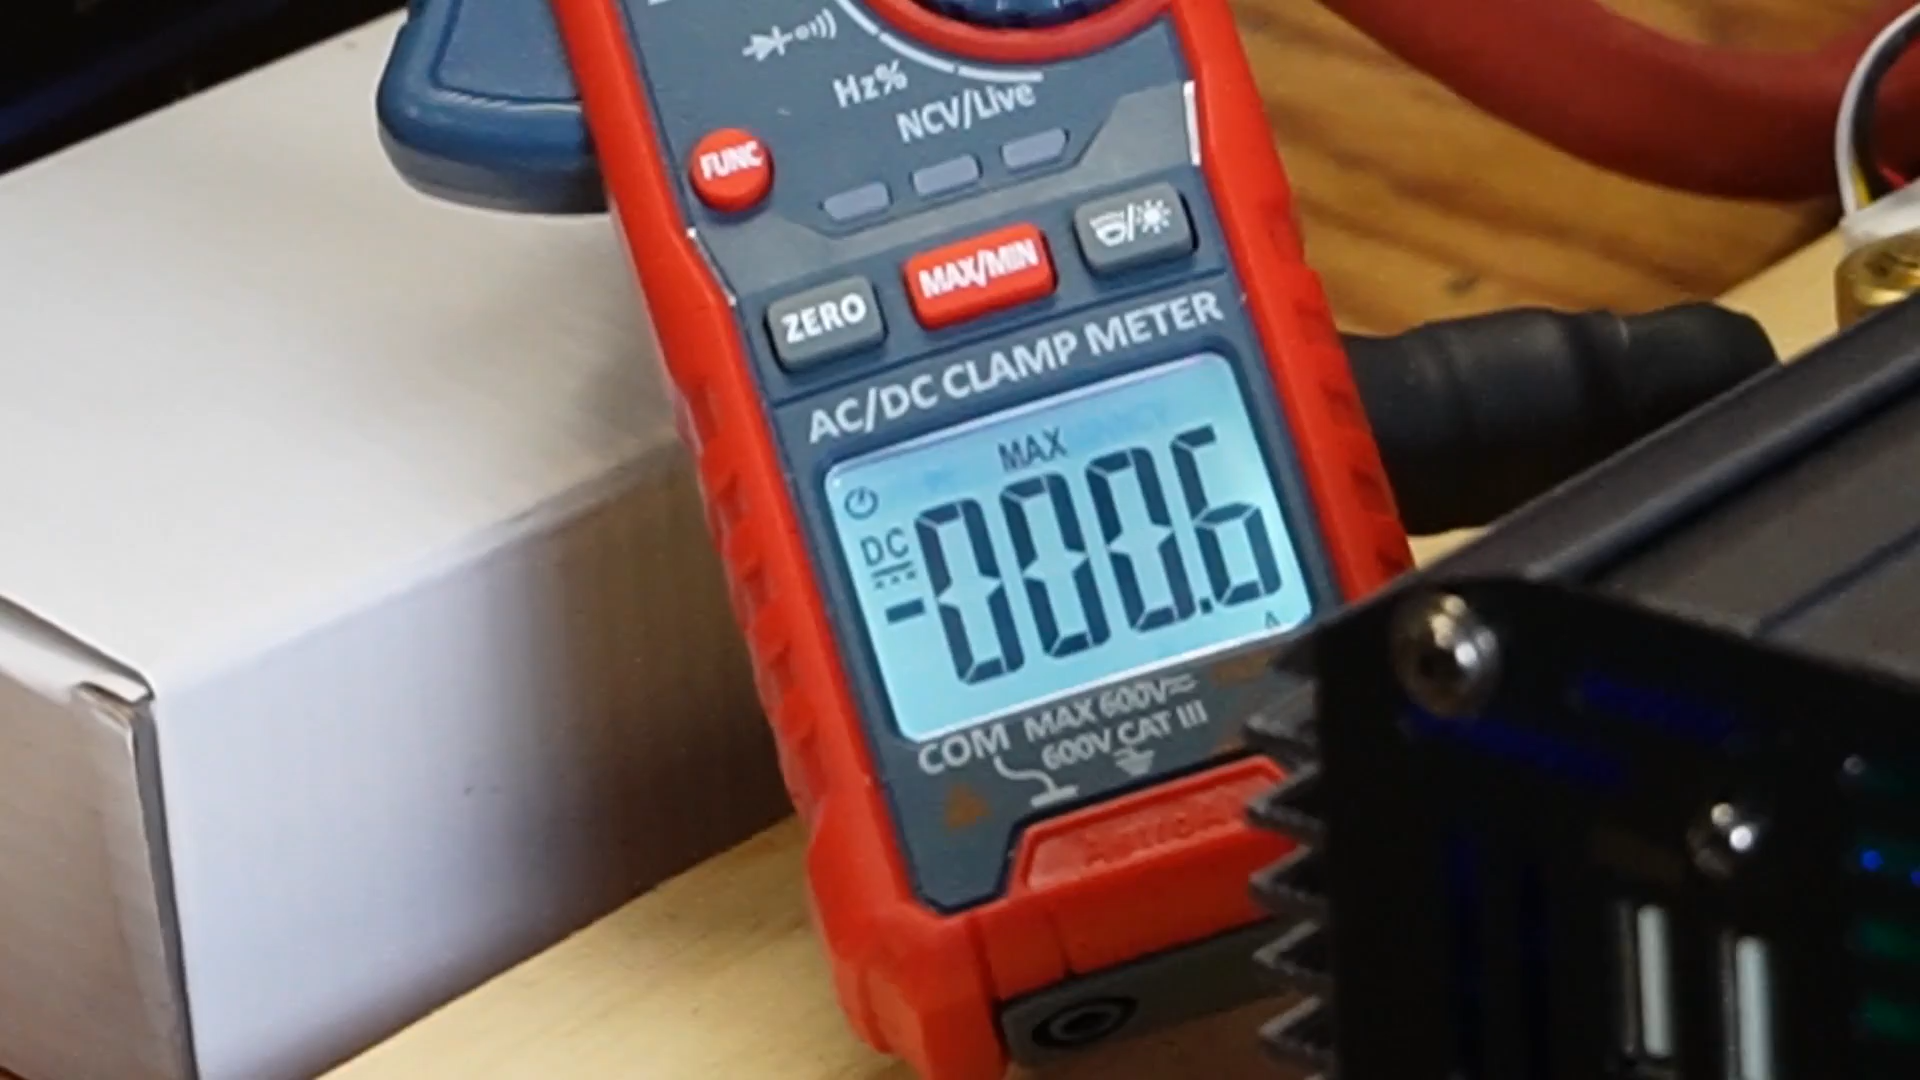 Hz%
NCV/Live
FUNC
ZERO
MAX/MIN
AC/DC CLAMP METER
MAX
DC
-000.6
A
COM
MAX 600V
600V CAT III